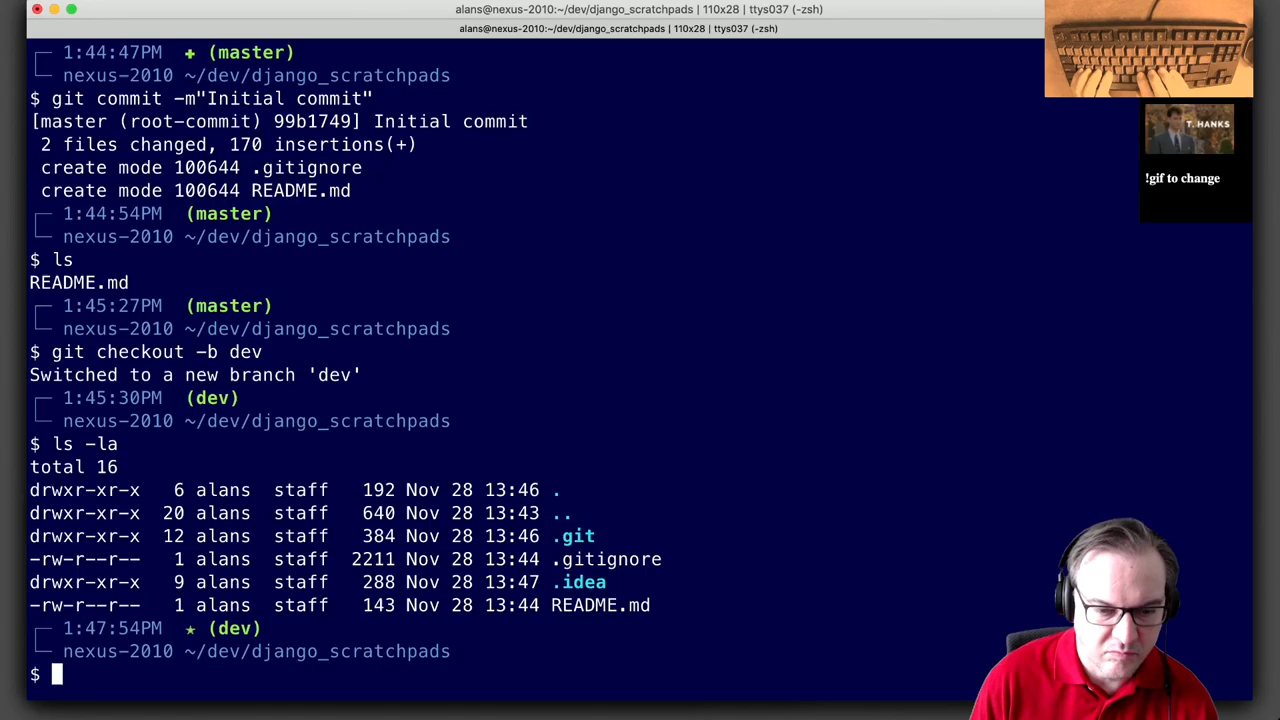 alans@nexus-2010:~/dev/django_scratchpads | 110x28 | ttys037 (-zsh)
alans@nexus-2010:~/dev/django_scratchpads | 110x28 | ttys037 (-zsh)
1:44:47PM ✚ (master)
nexus-2010 ~/dev/django_scratchpads
$ git commit -m"Initial commit"
[master (root-commit) 99b1749] Initial commit
2 files changed, 170 insertions(+)
create mode 100644 .gitignore
create mode 100644 README.md
1:44:54PM (master)
nexus-2010 ~/dev/django_scratchpads
$ ls
README.md
1:45:27PM (master)
nexus-2010 ~/dev/django_scratchpads
$ git checkout -b dev
Switched to a new branch 'dev'
1:45:30PM (dev)
nexus-2010 ~/dev/django_scratchpads
$ ls -la
total 16
drwxr-xr-x 6 alans staff 192 Nov 28 13:46 .
drwxr-xr-x 20 alans staff 640 Nov 28 13:43 ..
drwxr-xr-x 12 alans staff 384 Nov 28 13:46 .git
-rw-r--r-- 1 alans staff 2211 Nov 28 13:44 .gitignore
drwxr-xr-x 9 alans staff 288 Nov 28 13:47 .idea
-rw-r--r-- 1 alans staff 143 Nov 28 13:44 README.md
1:47:54PM ★ (dev)
nexus-2010 ~/dev/django_scratchpads
$
T. HANKS
!gif to change